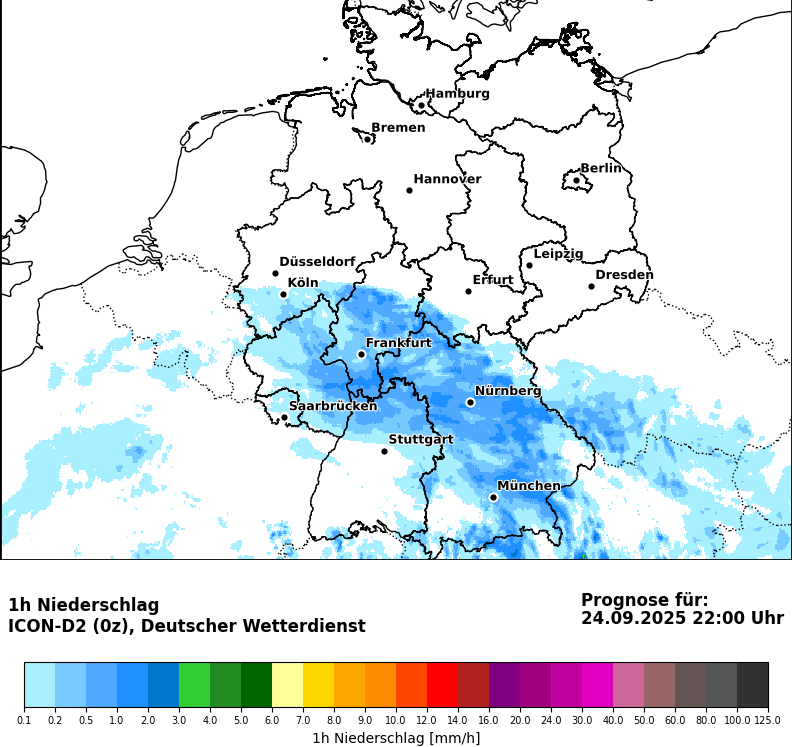 Hamburg
Bremen
Berlin
Hannover
Leipzig
Düsseldorf
Dresden
Köln
Erfurt
Frankfurt
Nürnberg
Saarbrücken
Stuttgart
München
1h Niederschlag
ICON-D2 (0z), Deutscher Wetterdienst
Prognose für:
24.09.2025 22:00 Uhr
0.1 0.2 0.5 1.0 2.0 3.0 4.0 5.0 6.0 7.0 8.0 9.0 10.0 12.0 14.0 16.0 20.0 24.0 30.0 40.0 50.0 60.0 80.0 100.0 125.0
1h Niederschlag [mm/h]